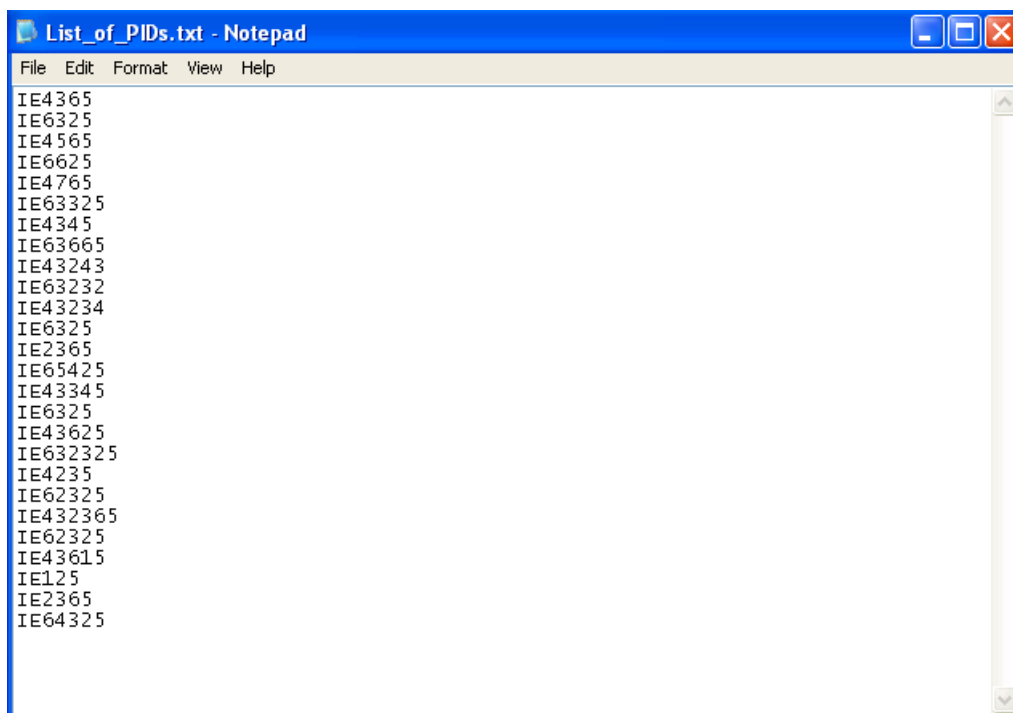 List_of_PIDs.txt - Notepad
File Edit Format View Help
IE4365
IE6325
IE4565
IE6625
IE4765
IE63325
IE4345
IE63665
IE43243
IE63232
IE43234
IE6325
IE2365
IE65425
IE43345
IE6325
IE43625
IE632325
IE4235
IE62325
IE432365
IE62325
IE43615
IE125
IE2365
IE64325